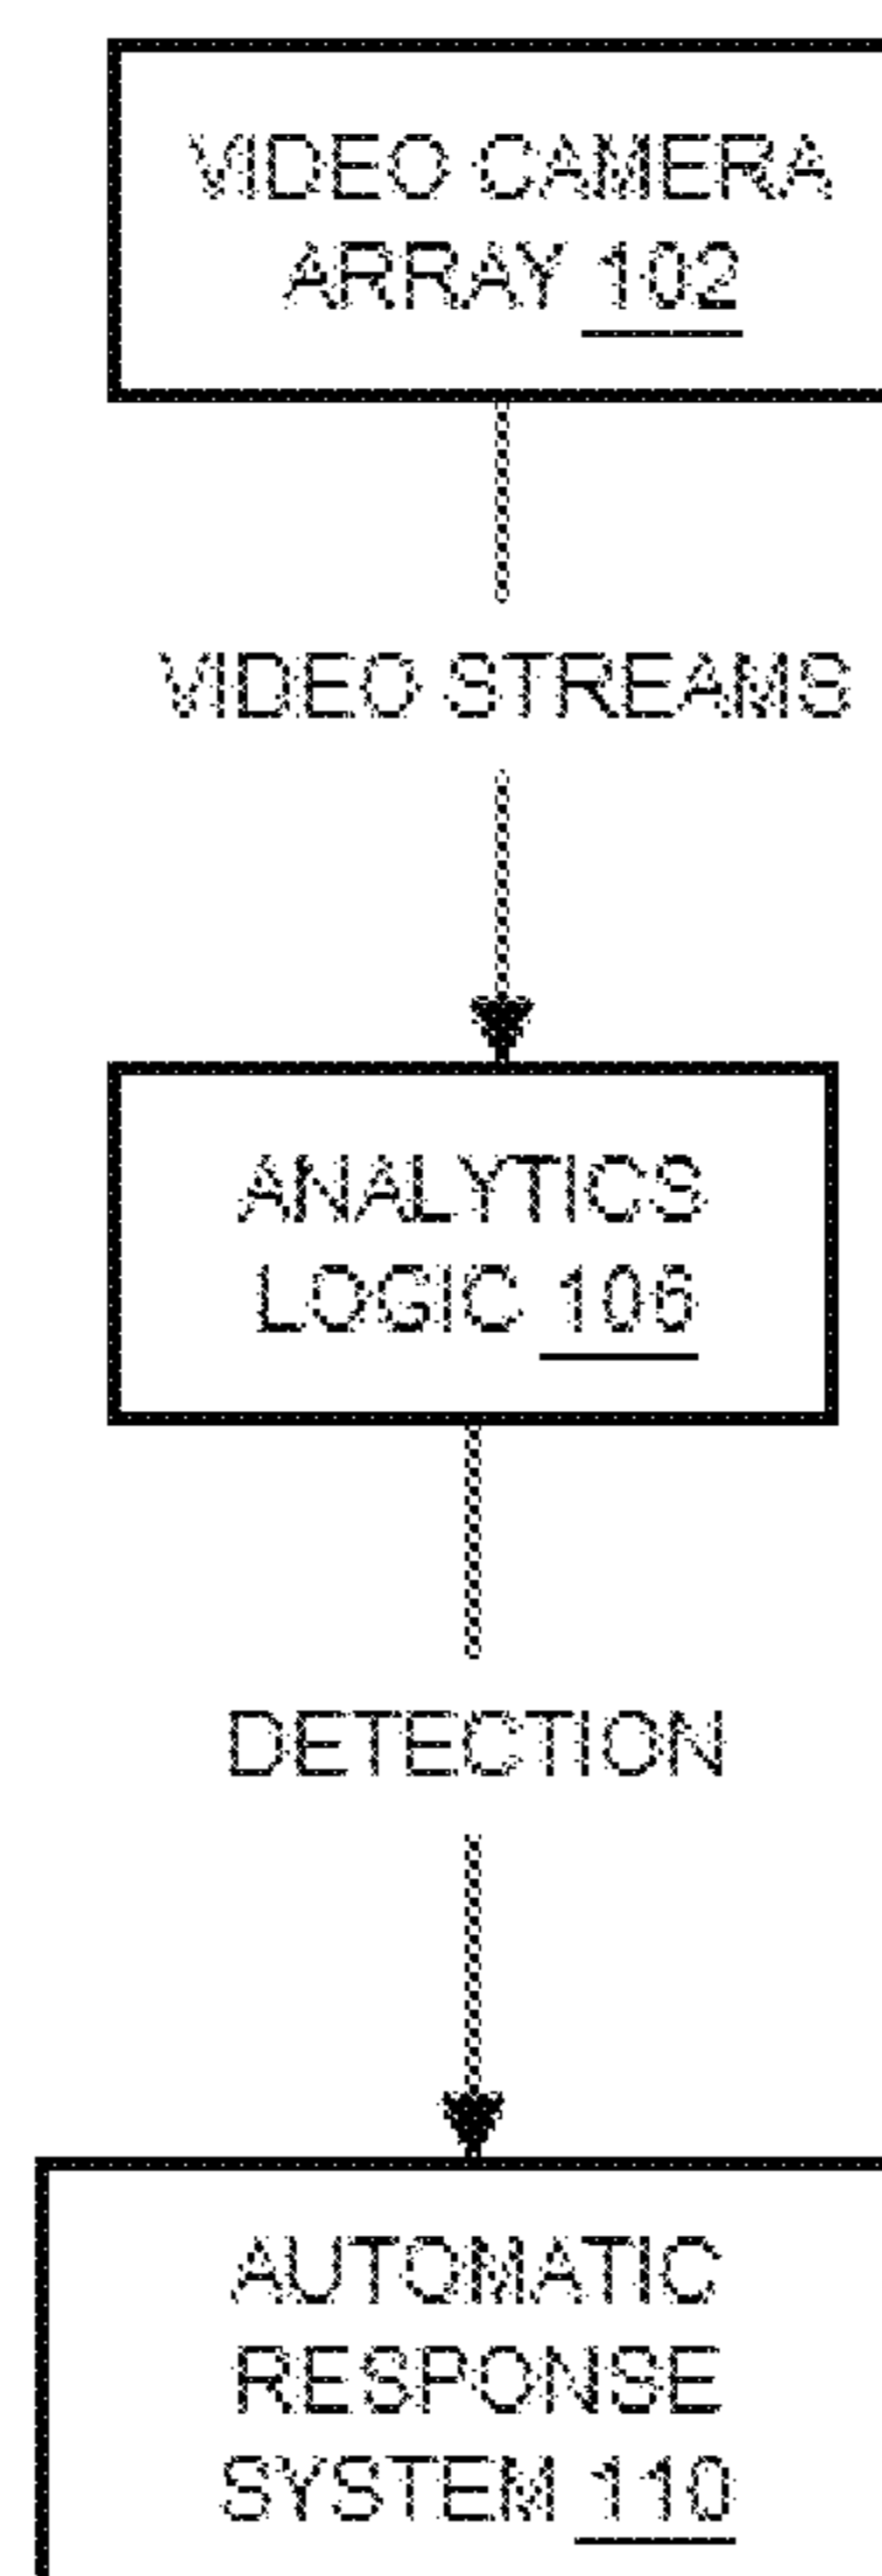 VIDEO CAMERA
ARRAY 102
VIDEO STREAMS
ANALYTICS
LOGIC 106
DETECTION
AUTOMATIC
RESPONSE
SYSTEM 110